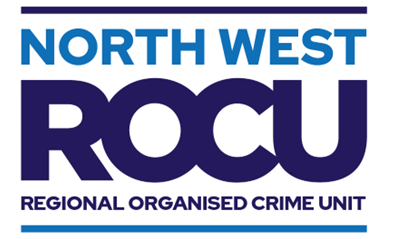 NORTH WEST
ROCU
REGIONAL ORGANISED CRIME UNIT